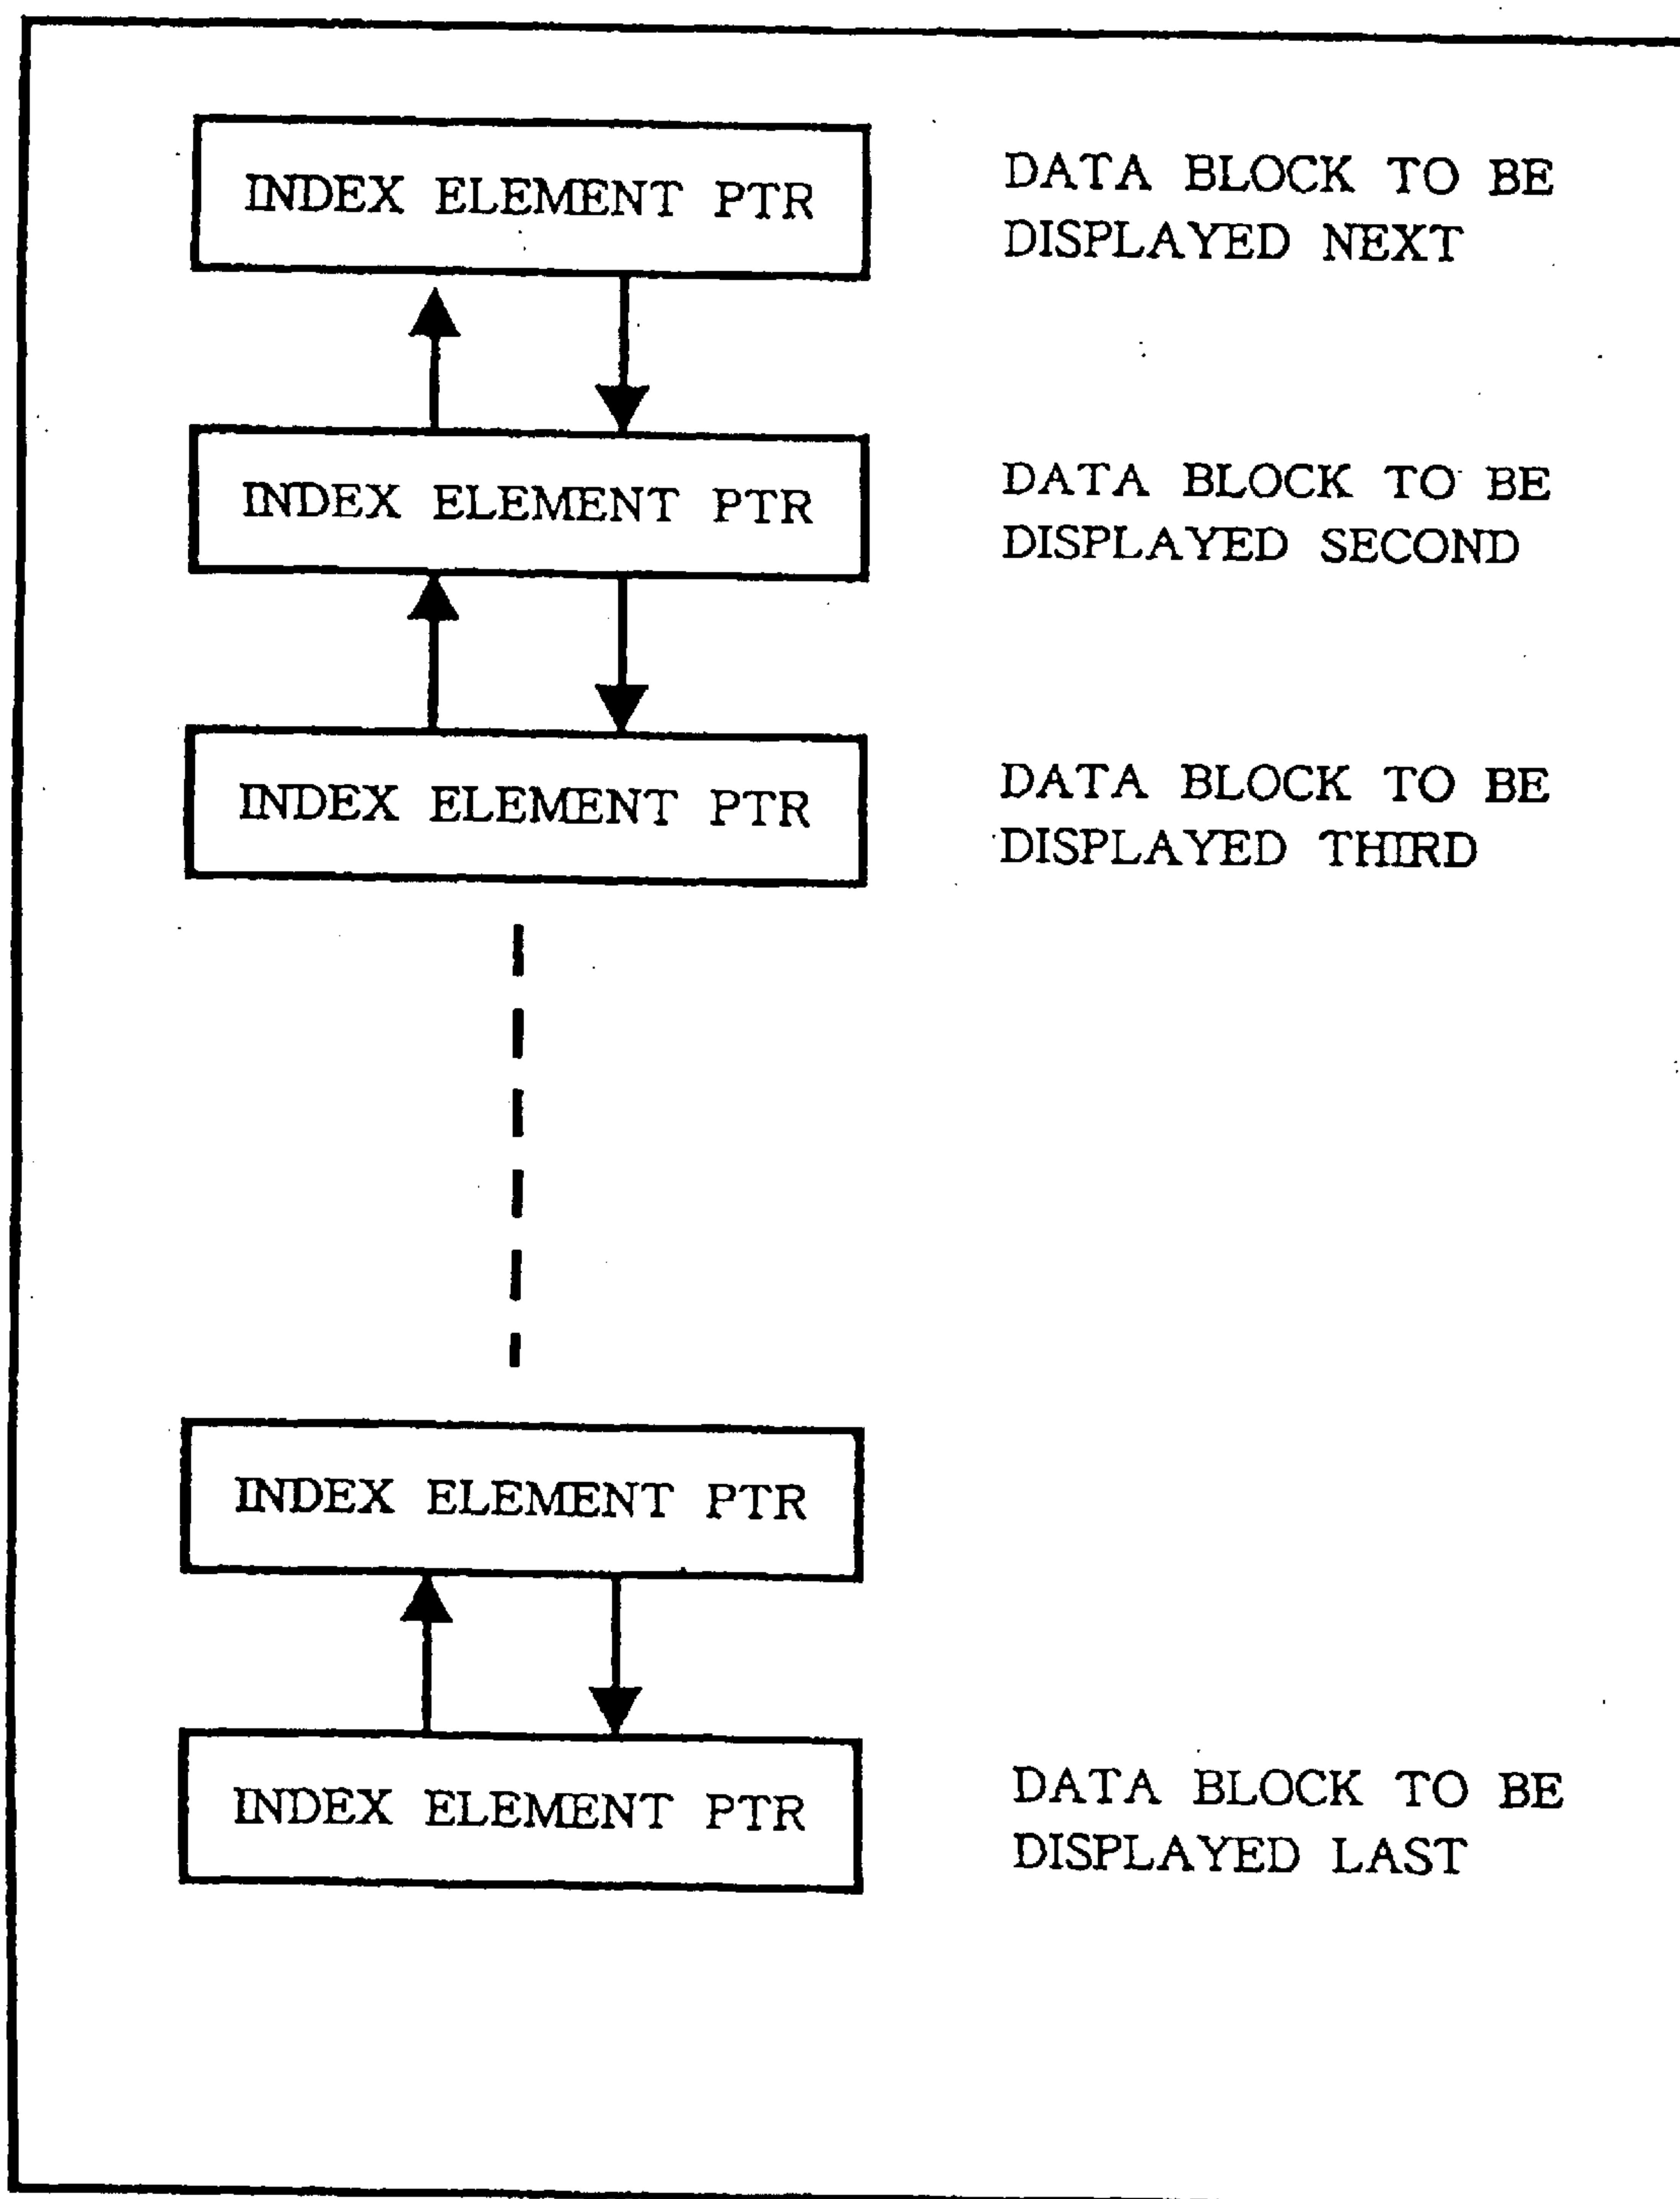 INDEX ELEMENT PTR
DATA BLOCK TO BE
DISPLAYED NEXT
INDEX ELEMENT PTR
DATA BLOCK TO BE
DISPLAYED SECOND
INDEX ELEMENT PTR
DATA BLOCK TO BE
DISPLAYED THIRD
INDEX ELEMENT PTR
INDEX ELEMENT PTR
DATA BLOCK TO BE
DISPLAYED LAST